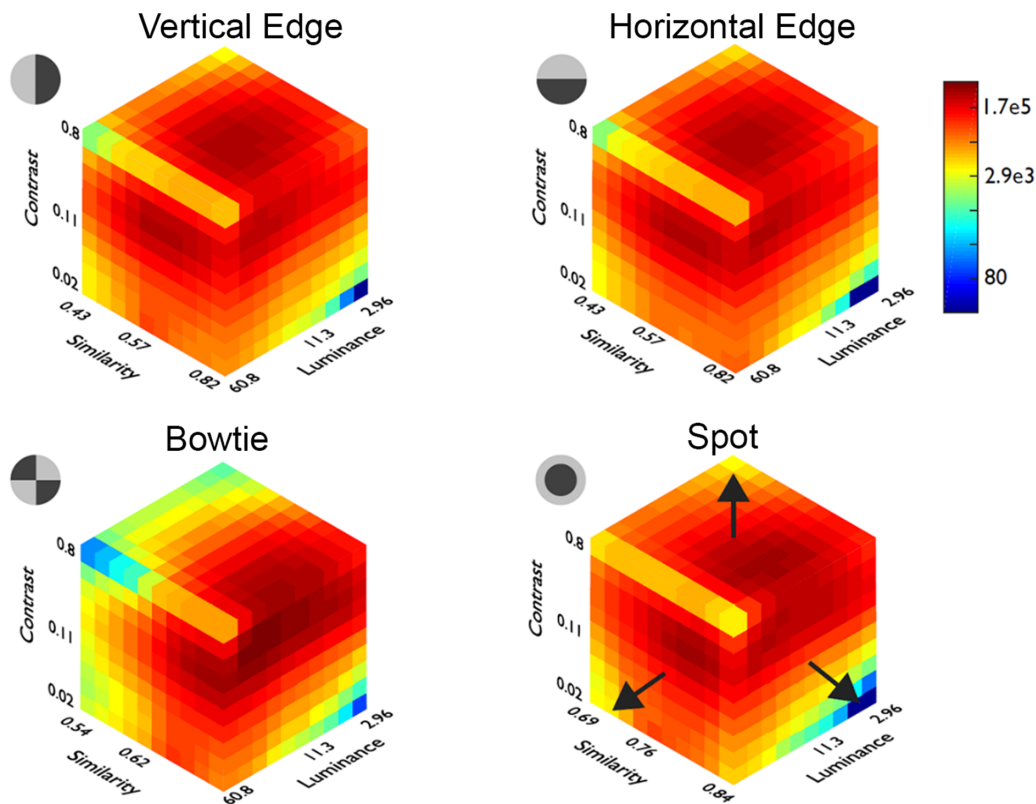 Vertical Edge
Horizontal Edge
0.8
Contrast
0.11
0.02
0.43
0.57
0.82
Similarity
60.8
11.3
2.96
Luminance
0.8
Contrast
0.11
0.02
0.43
0.57
0.82
Similarity
60.8
11.3
2.96
Luminance
1.7e5
2.9e3
80
Bowtie
Spot
0.8
Contrast
0.11
0.02
0.54
0.62
Similarity
60.8
11.3
2.96
Luminance
0.8
Contrast
0.11
0.02
0.69
0.76
0.84
Similarity
11.3
2.96
Luminance